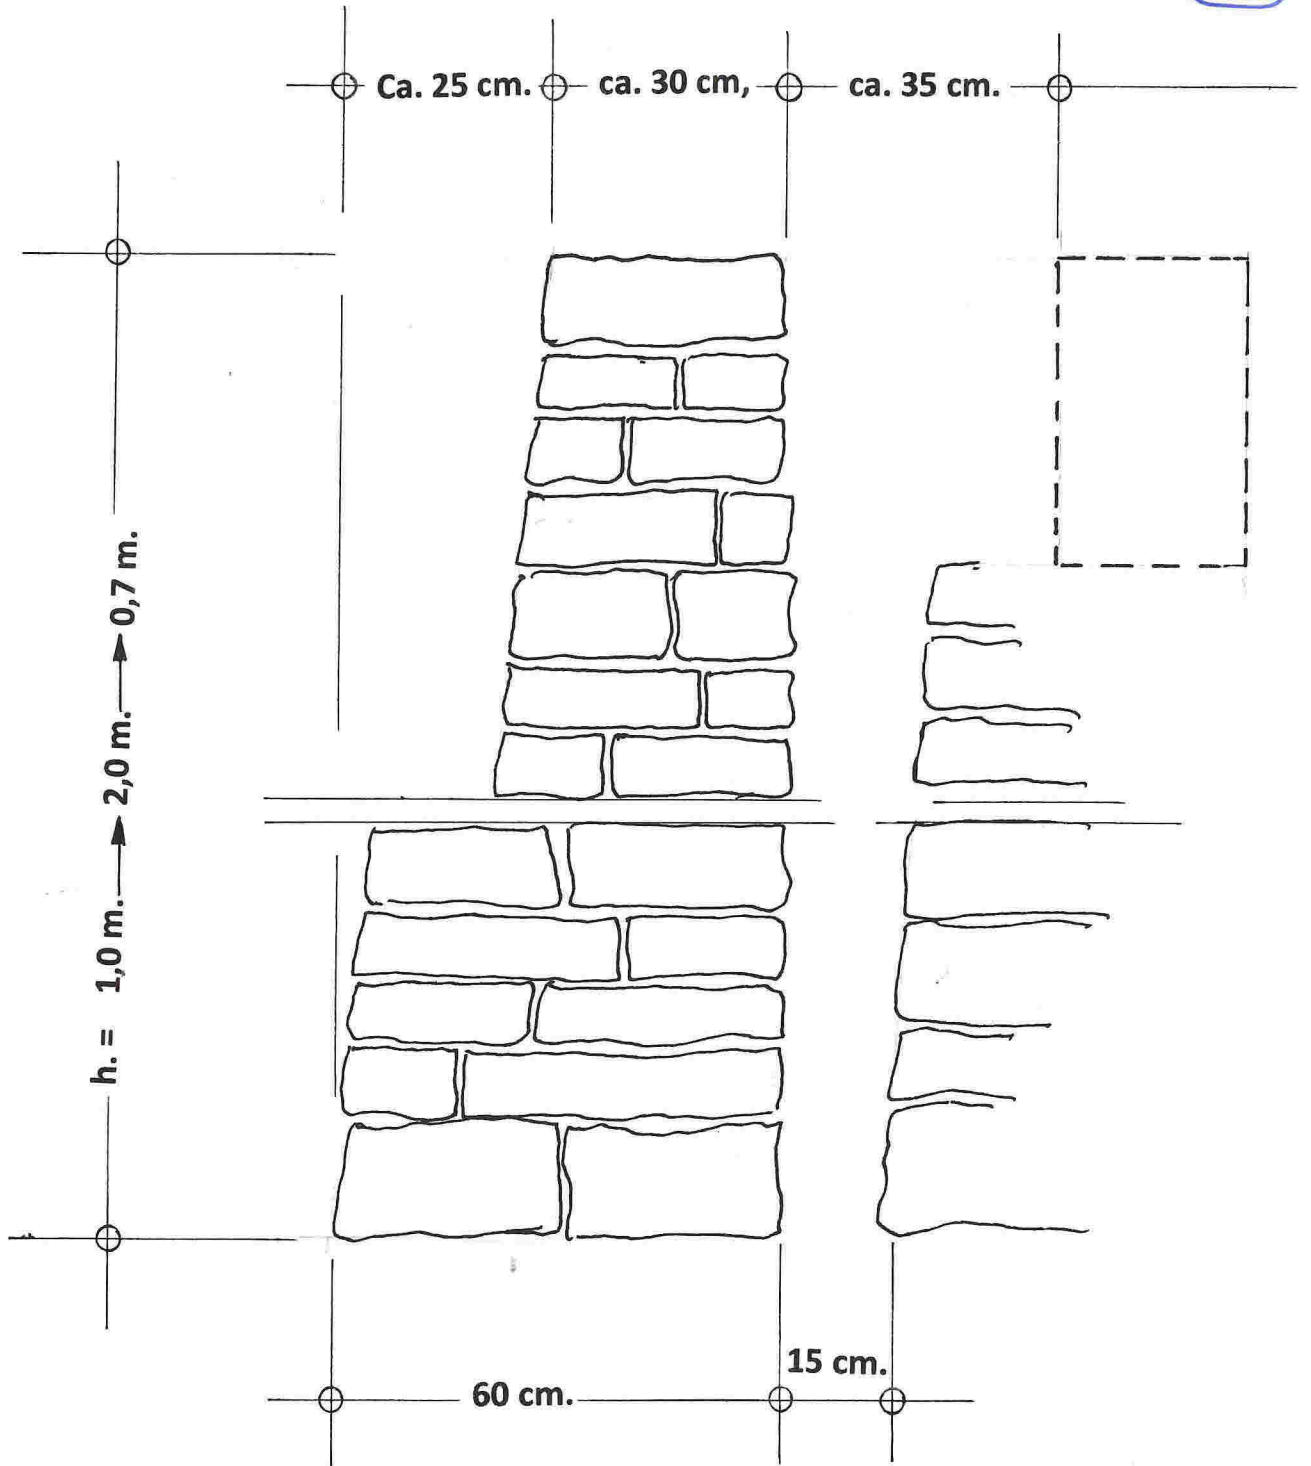 Ca. 25 cm. ca. 30 cm, ca. 35 cm.
h. = 1,0 m. → 2,0 m. → 0,7 m.
15 cm.
60 cm.